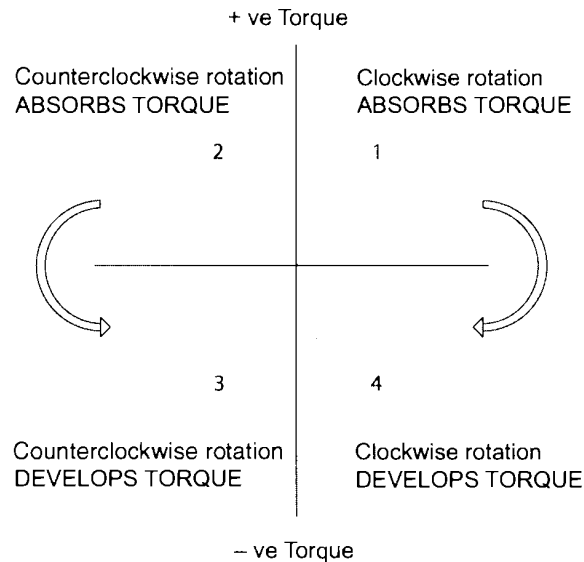 + ve Torque
Counterclockwise rotation
ABSORBS TORQUE
Clockwise rotation
ABSORBS TORQUE
2
1
3
4
Counterclockwise rotation
DEVELOPS TORQUE
Clockwise rotation
DEVELOPS TORQUE
– ve Torque